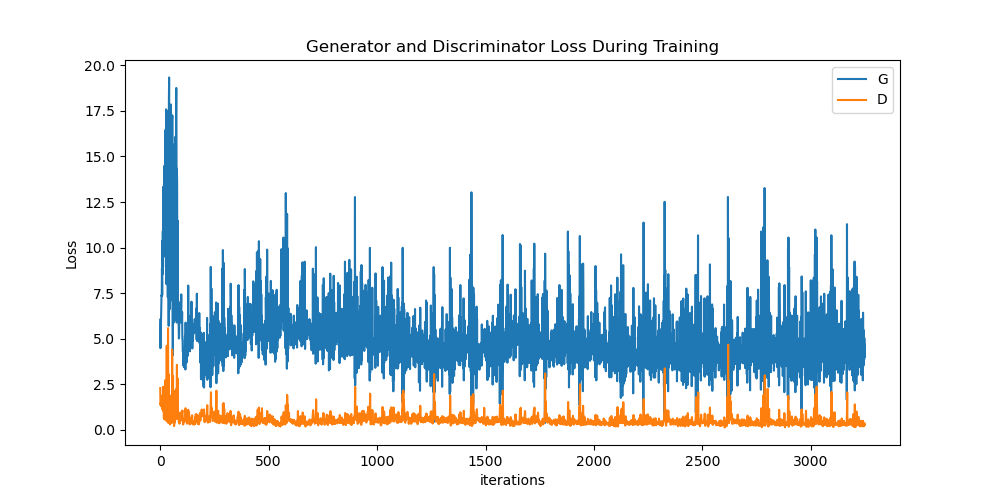 Generator and Discriminator Loss During Training
G
D
20.0
17.5
15.0
12.5
10.0
7.5
5.0
2.5
0.0
Loss
0 500 1000 1500 2000 2500 3000
iterations